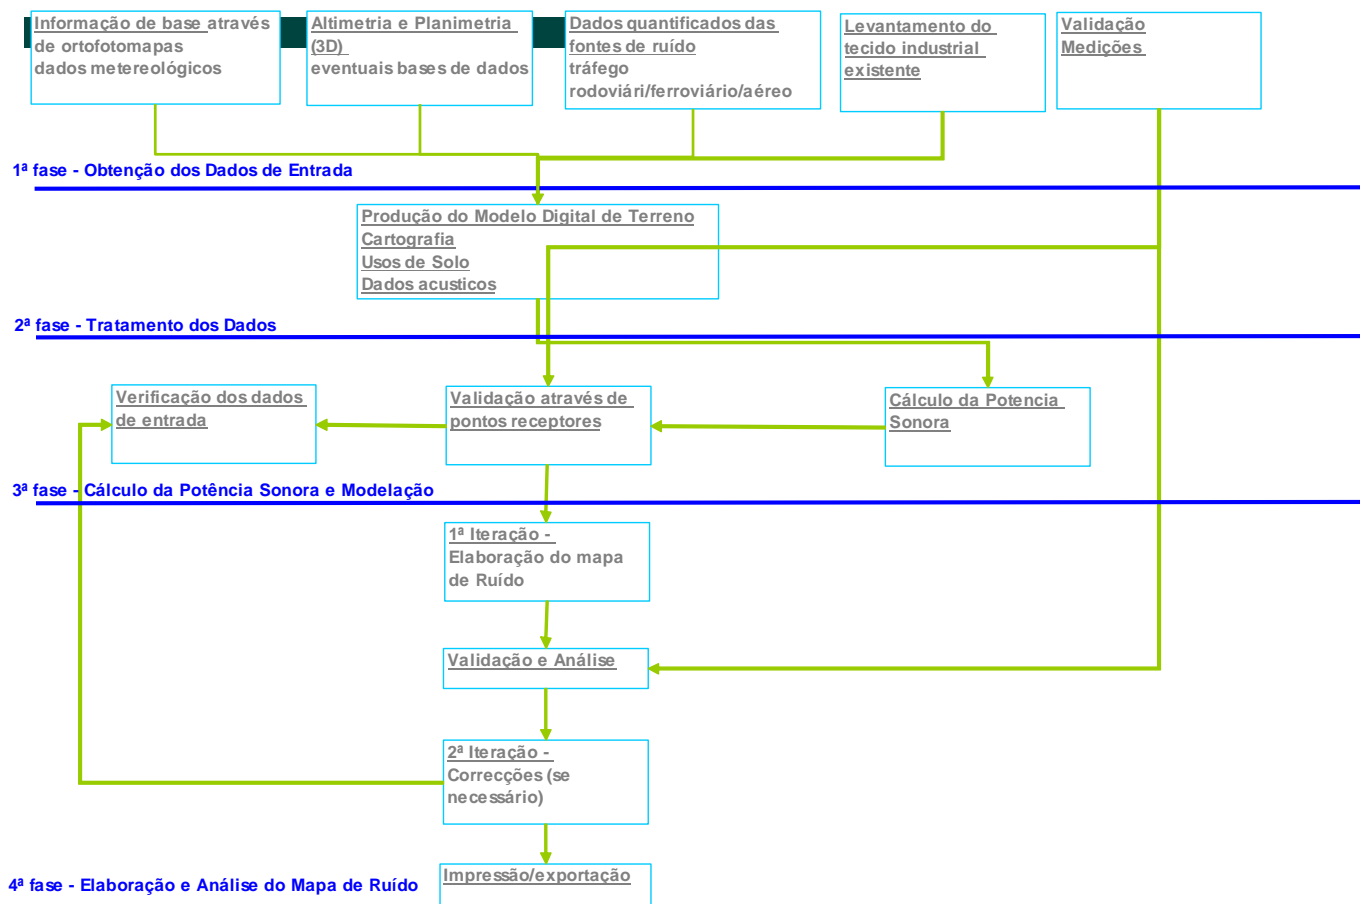 Informação de base através
de ortofotomapas
dados metereológicos
Altimetria e Planimetria
(3D)
eventuais bases de dados
Dados quantificados das
fontes de ruído
tráfego
rodoviári/ferroviário/aéreo
Levantamento do
tecido industrial
existente
Validação
Medições
1ª fase - Obtenção dos Dados de Entrada
Produção do Modelo Digital de Terreno
Cartografia
Usos de Solo
Dados acusticos
2ª fase - Tratamento dos Dados
Verificação dos dados
de entrada
Validação através de
pontos receptores
Cálculo da Potencia
Sonora
3ª fase - Cálculo da Potência Sonora e Modelação
1ª Iteração -
Elaboração do mapa
de Ruído
Validação e Análise
2ª Iteração -
Correcções (se
necessário)
Impressão/exportação
4ª fase - Elaboração e Análise do Mapa de Ruído